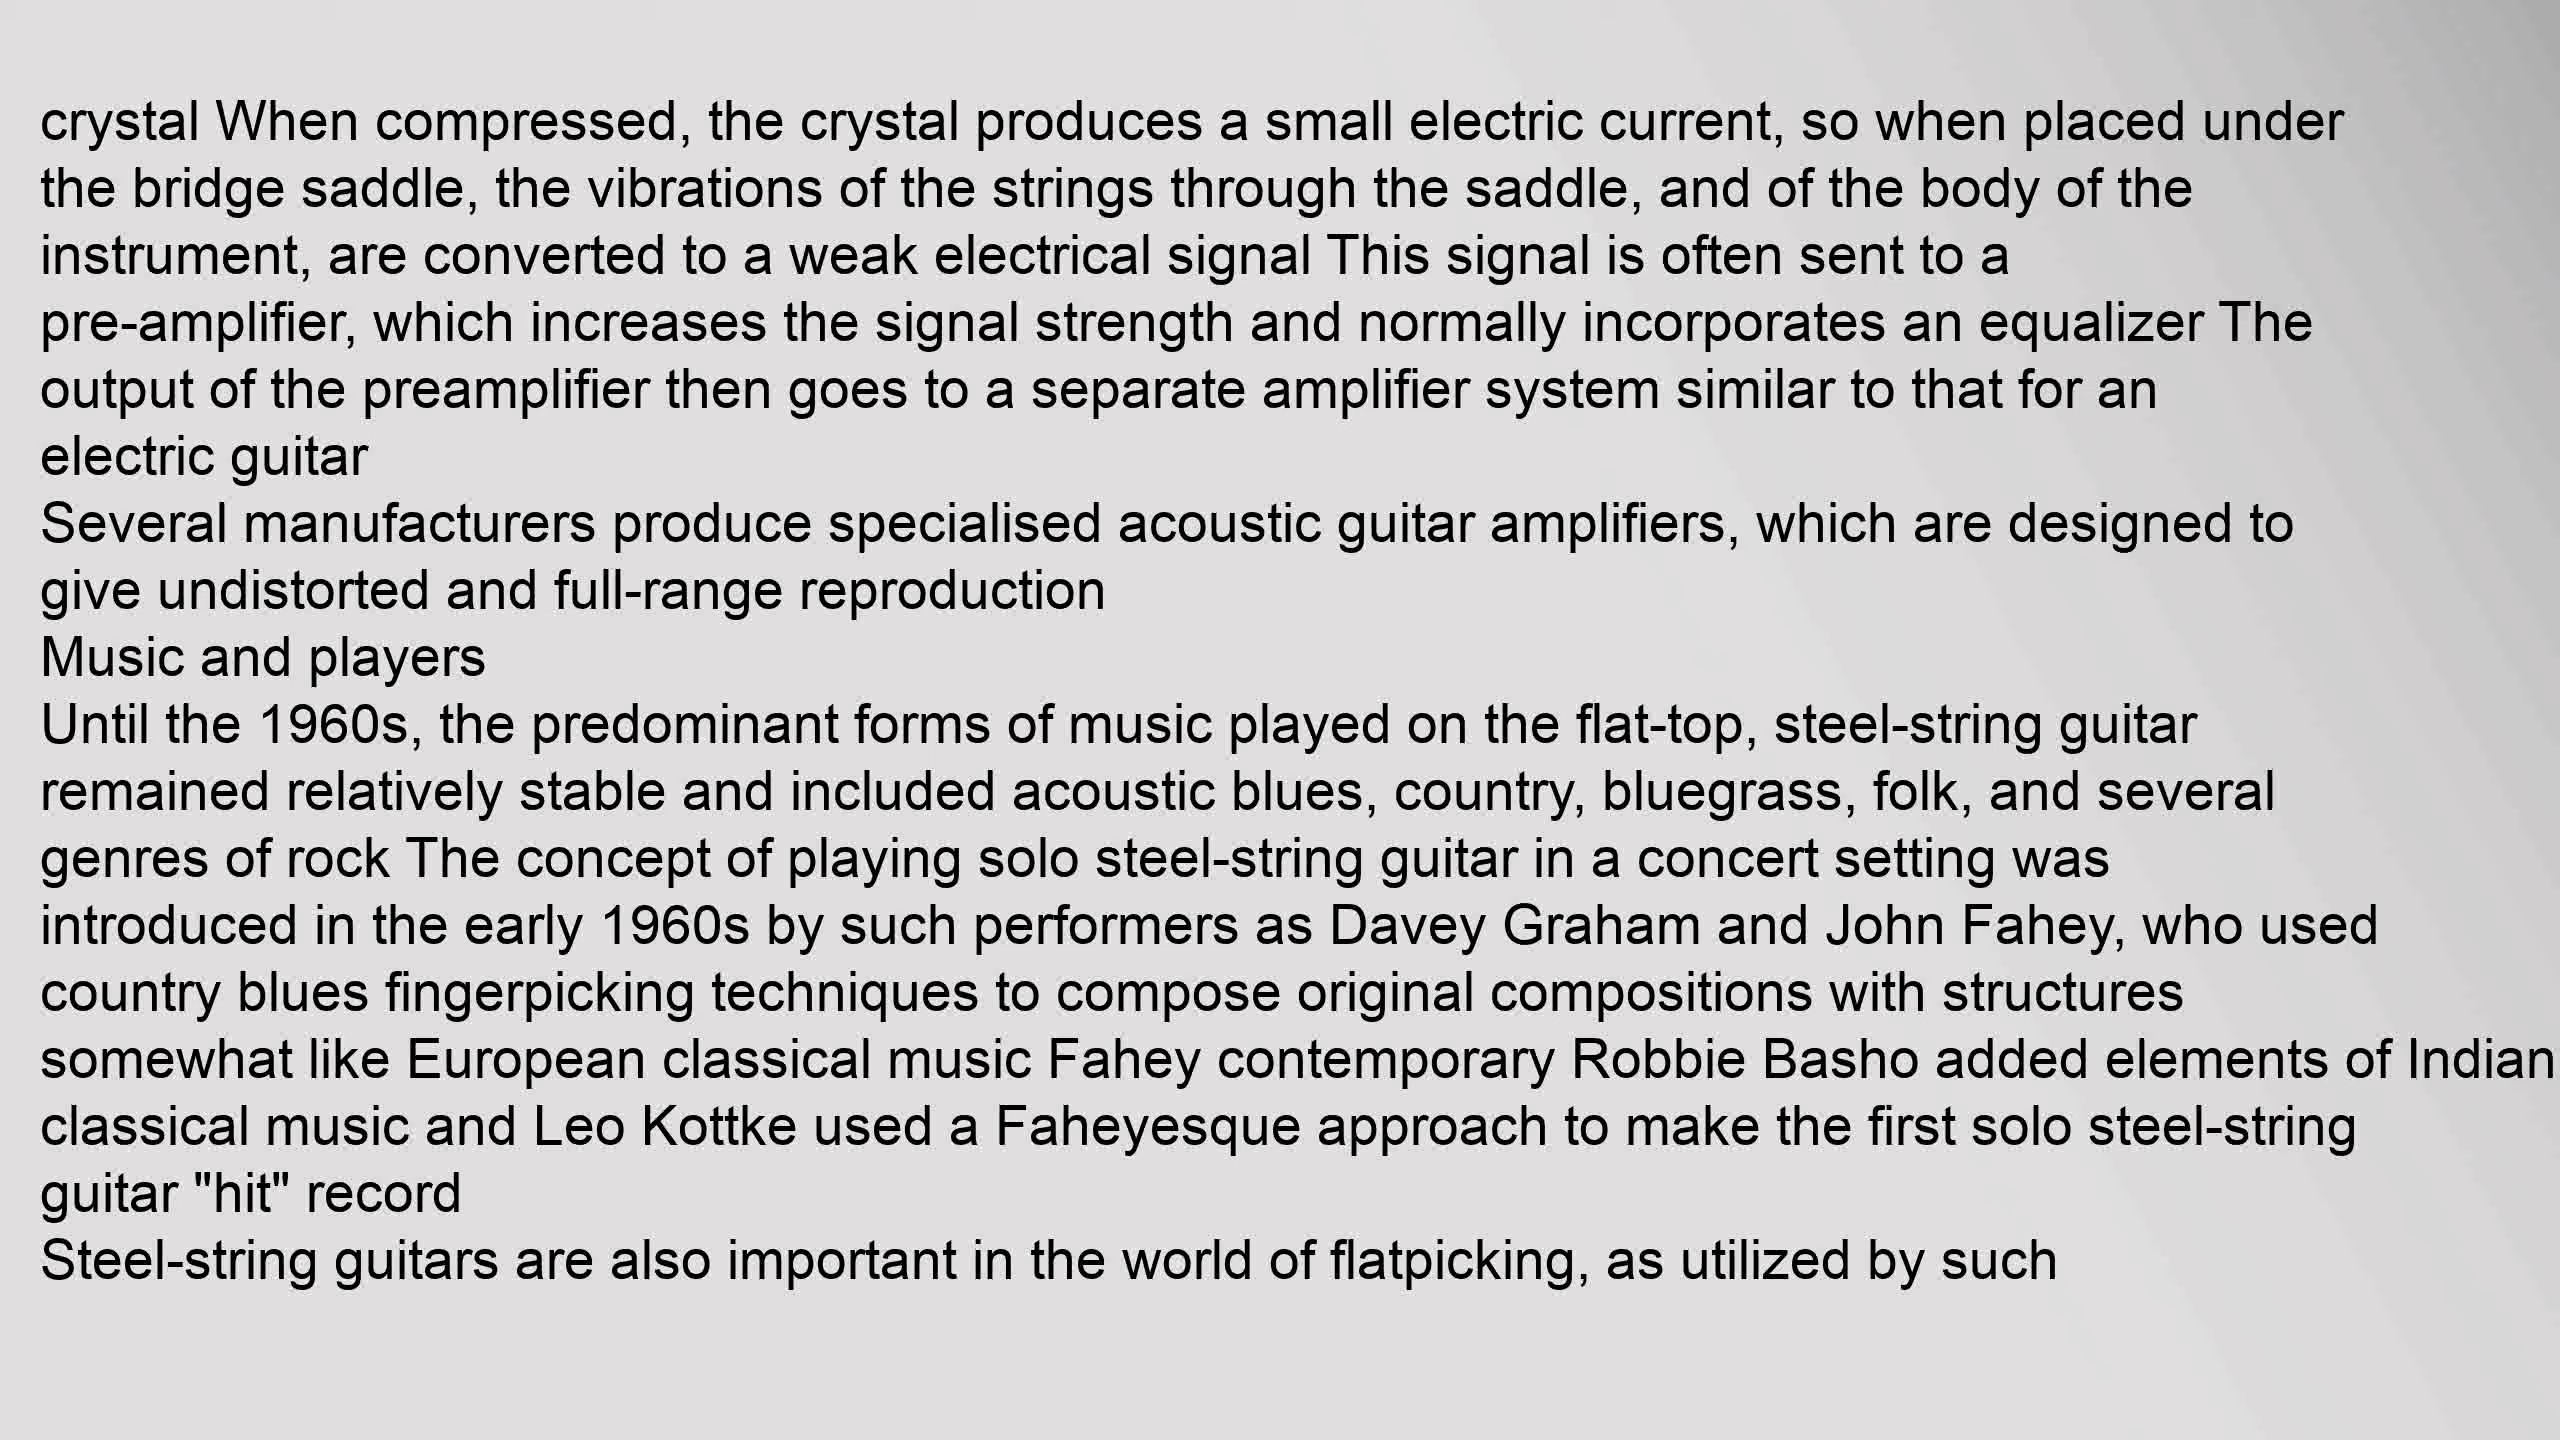 crystal When compressed, the crystal produces a small electric current, so when placed under
the bridge saddle, the vibrations of the strings through the saddle, and of the body of the
instrument, are converted to a weak electrical signal This signal is often sent to a
pre-amplifier, which increases the signal strength and normally incorporates an equalizer The
output of the preamplifier then goes to a separate amplifier system similar to that for an
electric guitar
Several manufacturers produce specialised acoustic guitar amplifiers, which are designed to
give undistorted and full-range reproduction
Music and players
Until the 1960s, the predominant forms of music played on the flat-top, steel-string guitar
remained relatively stable and included acoustic blues, country, bluegrass, folk, and several
genres of rock The concept of playing solo steel-string guitar in a concert setting was
introduced in the early 1960s by such performers as Davey Graham and John Fahey, who used
country blues fingerpicking techniques to compose original compositions with structures
somewhat like European classical music Fahey contemporary Robbie Basho added elements of Indian
classical music and Leo Kottke used a Faheyesque approach to make the first solo steel-string
guitar "hit" record
Steel-string guitars are also important in the world of flatpicking, as utilized by such